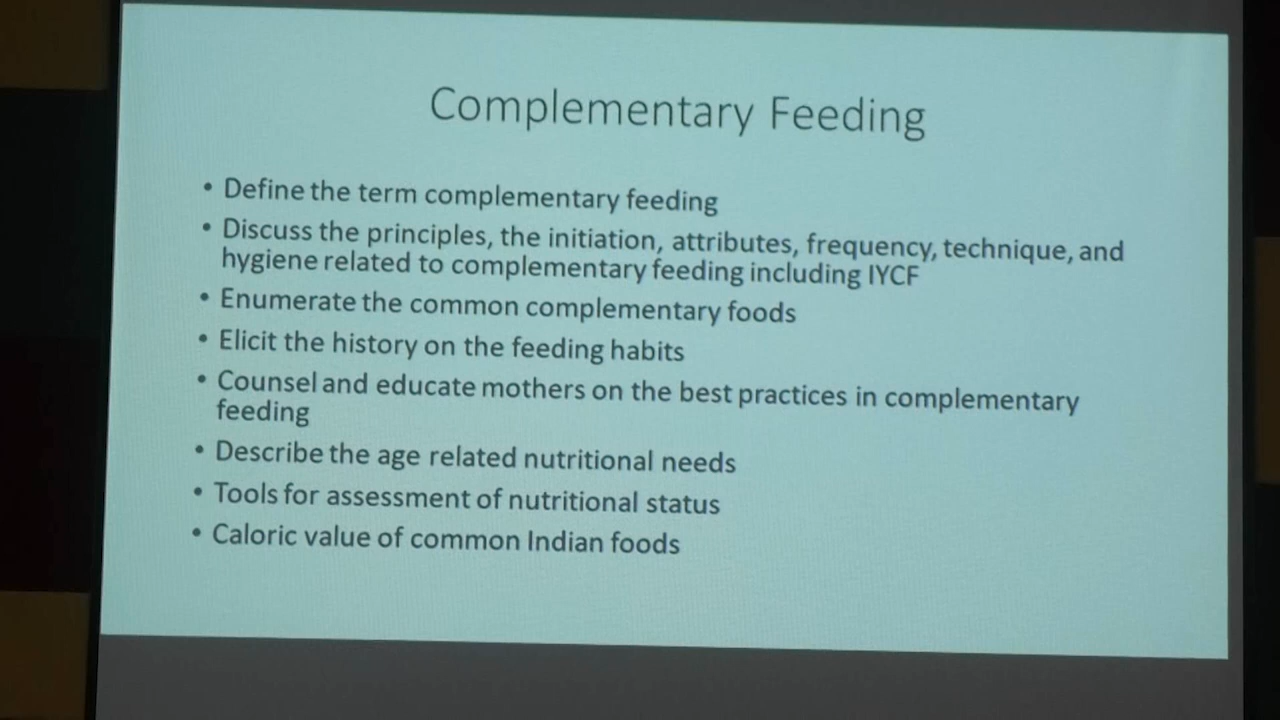 Complementary Feeding
• Define the term complementary feeding
• Discuss the principles, the initiation, attributes, frequency, technique, and
hygiene related to complementary feeding including IYCF
• Enumerate the common complementary foods
• Elicit the history on the feeding habits
• Counsel and educate mothers on the best practices in complementary
feeding
• Describe the age related nutritional needs
• Tools for assessment of nutritional status
• Caloric value of common Indian foods